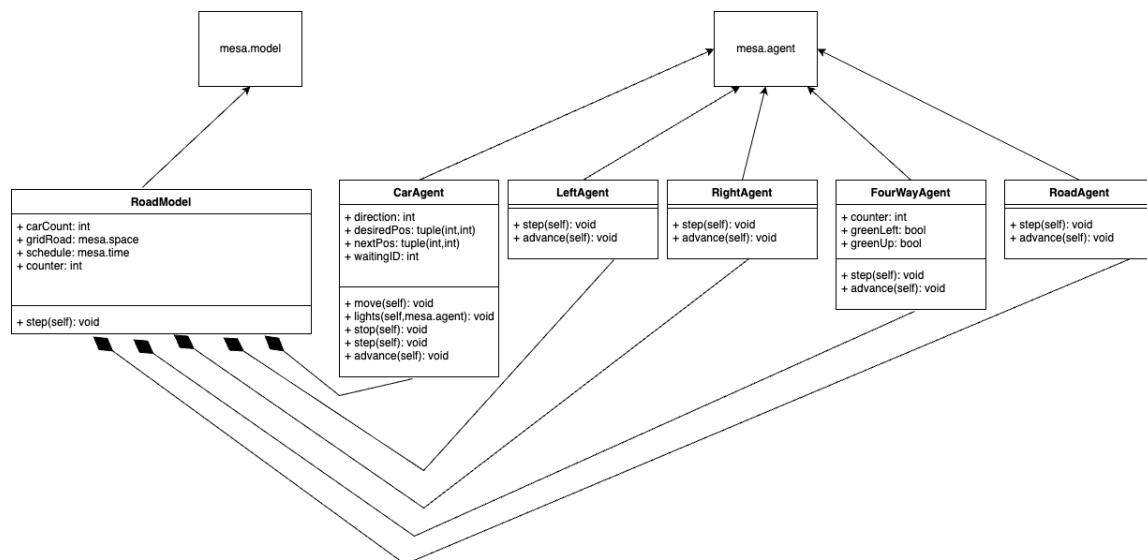 mesa.model
mesa.agent
RoadModel
+ carCount: int
+ gridRoad: mesa.space
+ schedule: mesa.time
+ counter: int
+ step(self): void
CarAgent
+ direction: int
+ desiredPos: tuple(int,int)
+ nextPos: tuple(int,int)
+ waitingID: int
+ move(self): void
+ lights(self,mesa.agent): void
+ stop(self): void
+ step(self): void
+ advance(self): void
LeftAgent
+ step(self): void
+ advance(self): void
RightAgent
+ step(self): void
+ advance(self): void
FourWayAgent
+ counter: int
+ greenLeft: bool
+ greenUp: bool
+ step(self): void
+ advance(self): void
RoadAgent
+ step(self): void
+ advance(self): void